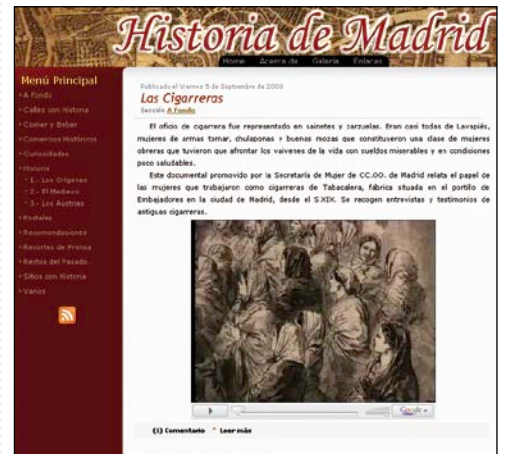 Historia de Madrid
Home Acerca de Galería Enlaces
Menú Principal
A Fondo
Calles con Historia
Comer y Beber
Comercios Históricos
Curiosidades
Historia
1.- Los Orígenes
2.- El Medievo
3.- Los Austrias
Postales
Recomendaciones
Recortes de Prensa
Restos del Pasado...
Sitios con Historia
Varios
Publicado el Viernes 5 de Septiembre de 2008
Las Cigarreras
Sección A Fondo
El oficio de cigarrera fue representado en sainetes y zarzuelas. Eran casi todas de Lavapiés,
mujeres de armas tomar, chulaponas y buenas mozas que constituyeron una clase de mujeres
obreras que tuvieron que afrontar los vaivenes de la vida con sueldos miserables y en condiciones
poco saludables.
Este documental promovido por la Secretaría de Mujer de CC.OO. de Madrid relata el papel de
las mujeres que trabajaron como cigarreras de Tabacalera, fábrica situada en el portillo de
Embajadores en la ciudad de Madrid, desde el S.XIX. Se recogen entrevistas y testimonios de
antiguas cigarreras.
Google
(1) Comentario * Leer más